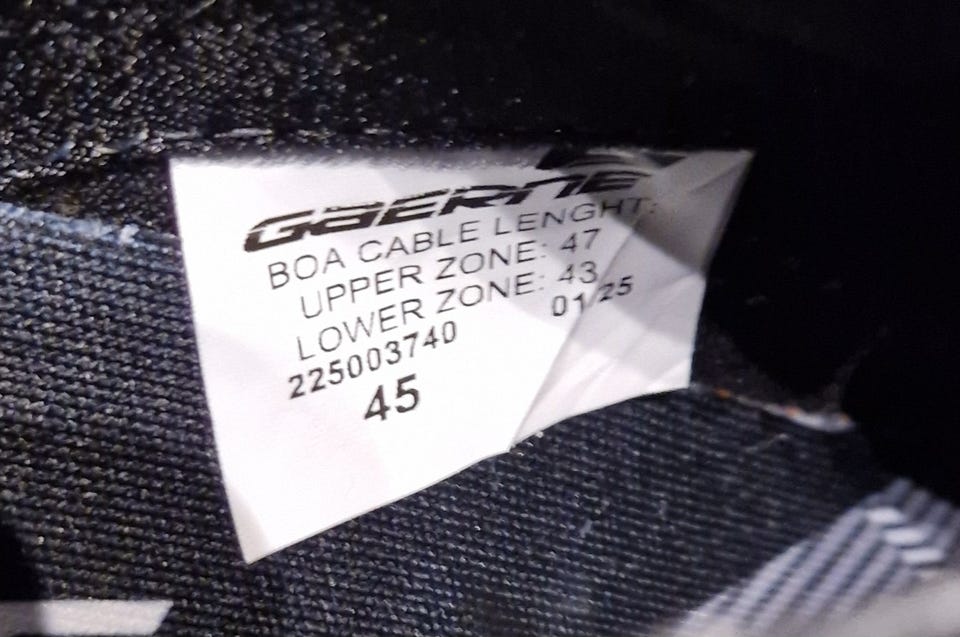 GAERNE
BOA CABLE LENGHT:
UPPER ZONE: 47
LOWER ZONE: 43
225003740 01/25
45